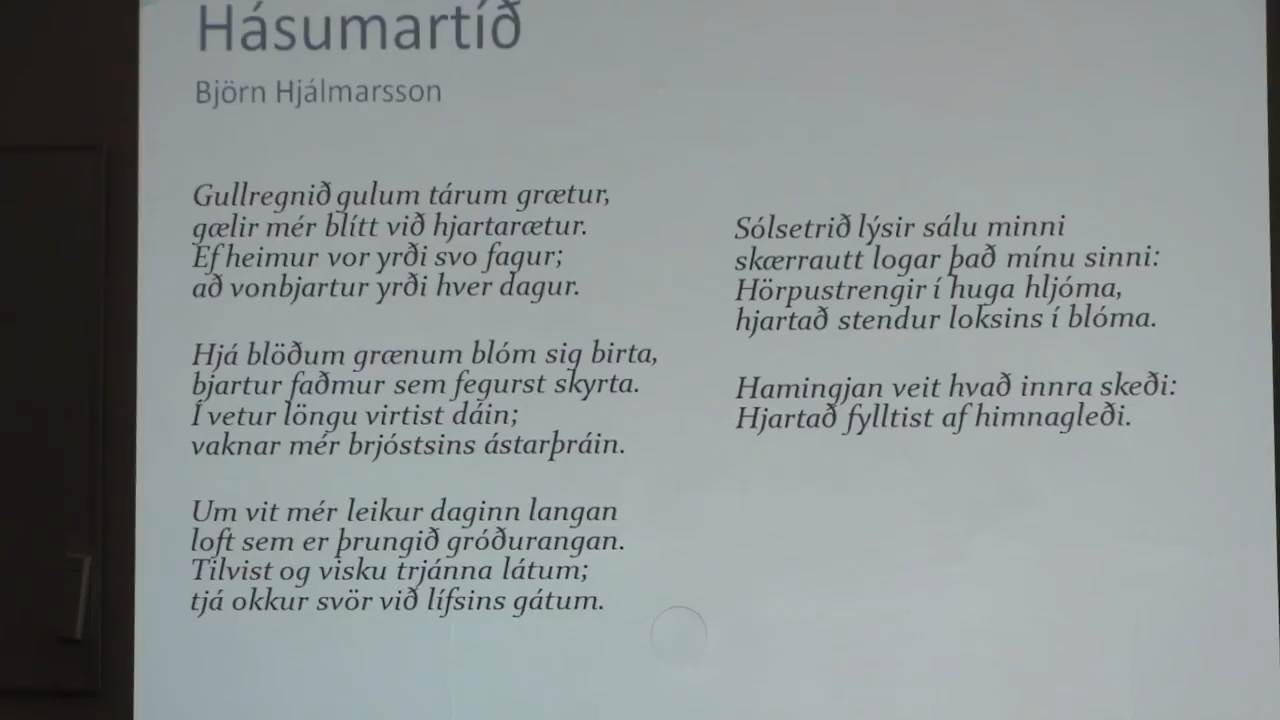 Hásumartíð
Björn Hjálmarsson
Gullregnið gulum tárum grætur,
gælir mér blítt við hjartarætur.
Ef heimur vor yrði svo fagur;
að vonbjartur yrði hver dagur.
Hjá blöðum grænum blóm sig birta,
bjartur faðmur sem fegurst skyrta.
Í vetur löngu virtist dáin;
vaknar mér brjóstsins ástarþráin.
Um vit mér leikur daginn langan
loft sem er þrungið gróðurangan.
Tilvist og visku trjánna látum;
tjá okkur svör við lífsins gátum.
Sólsetrið lýsir sálu minni
skærrautt logar það mínu sinni:
Hörpustrengir í huga hljóma,
hjartað stendur loksins í blóma.
Hamingjan veit hvað innra skeði:
Hjartað fylltist af himnagleði.